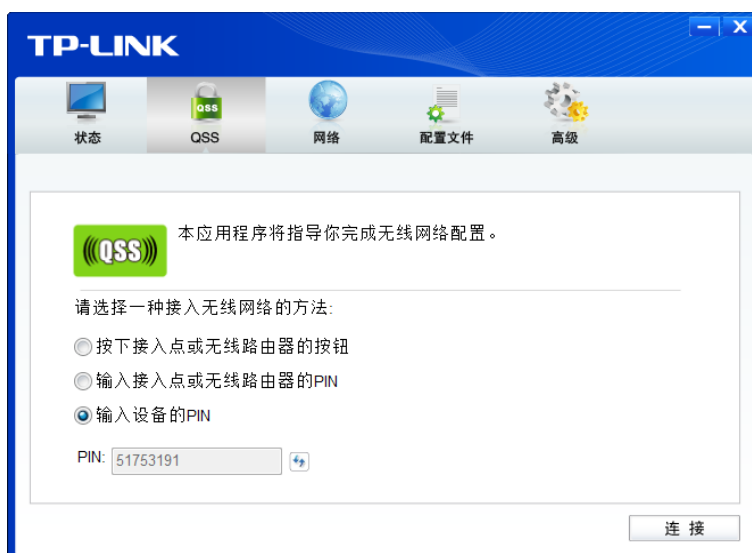 TP-LINK
状态
QSS
QSS
网络
配置文件
高级
QSS
本应用程序将指导你完成无线网络配置。
请选择一种接入无线网络的方法:
按下接入点或无线路由器的按钮
输入接入点或无线路由器的PIN
输入设备的PIN
PIN: 51753191
连 接